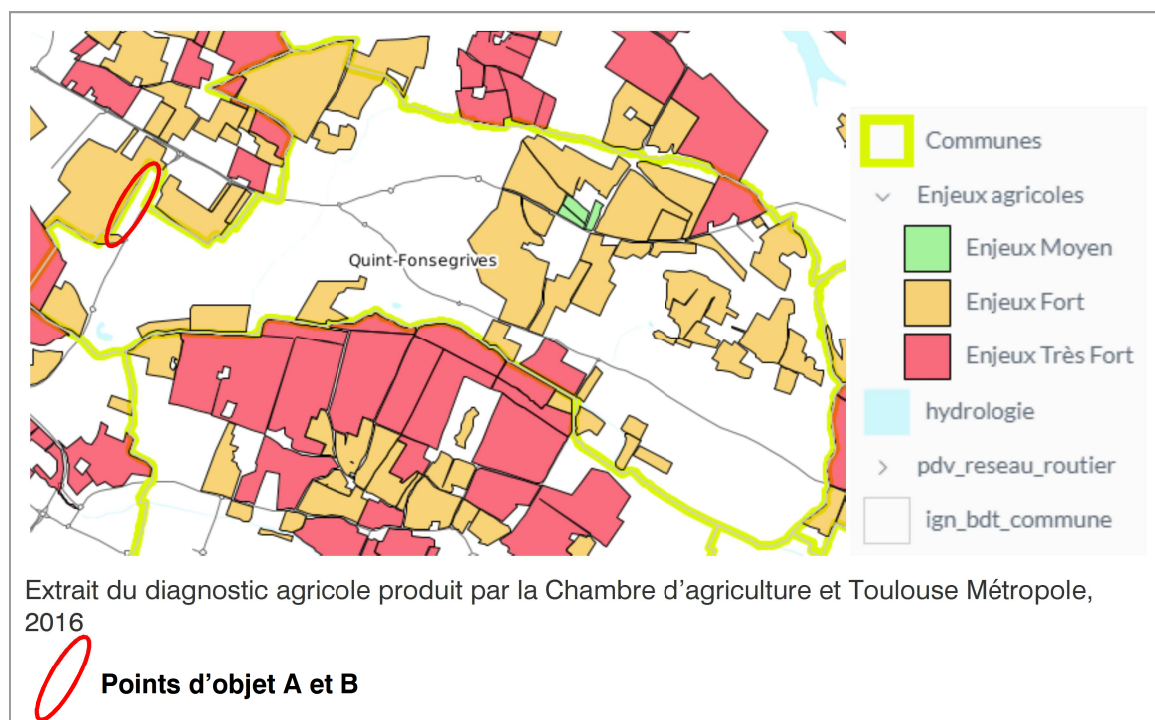 Quint-Fonsegrives
Communes
Enjeux agricoles
Enjeux Moyen
Enjeux Fort
Enjeux Très Fort
hydrologie
pdv_reseau_routier
ign_bdt_commune
Extrait du diagnostic agricole produit par la Chambre d'agriculture et Toulouse Métropole,
2016
Points d'objet A et B